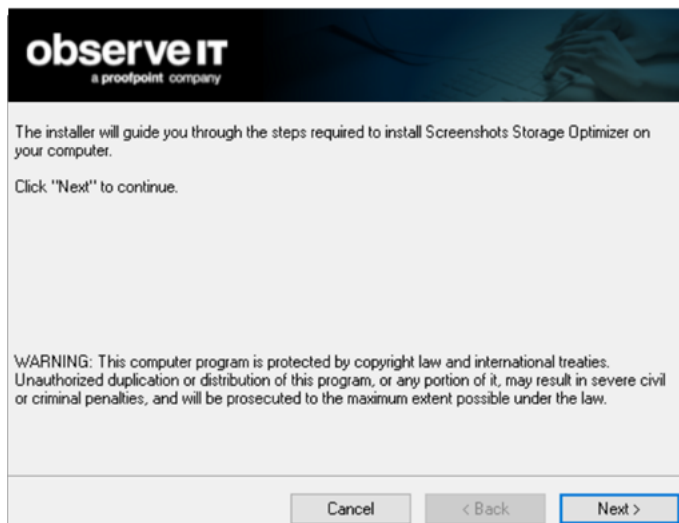 observeIT
a proofpoint company
The installer will guide you through the steps required to install Screenshots Storage Optimizer on
your computer.
Click "Next" to continue.
WARNING: This computer program is protected by copyright law and international treaties.
Unauthorized duplication or distribution of this program, or any portion of it, may result in severe civil
or criminal penalties, and will be prosecuted to the maximum extent possible under the law.
Cancel < Back Next >